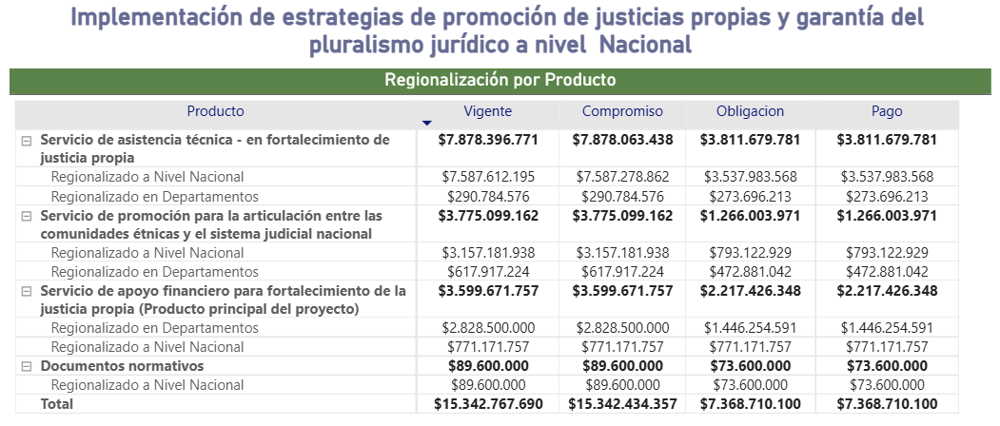 Implementación de estrategias de promoción de justicias propias y garantía del
pluralismo jurídico a nivel Nacional
Regionalización por Producto
Producto Vigente Compromiso Obligacion Pago
Servicio de asistencia técnica - en fortalecimiento de $7.878.396.771 $7.878.063.438 $3.811.679.781 $3.811.679.781
justicia propia
Regionalizado a Nivel Nacional $7.587.612.195 $7.587.278.862 $3.537.983.568 $3.537.983.568
Regionalizado en Departamentos $290.784.576 $290.784.576 $273.696.213 $273.696.213
Servicio de promoción para la articulación entre las $3.775.099.162 $3.775.099.162 $1.266.003.971 $1.266.003.971
comunidades étnicas y el sistema judicial nacional
Regionalizado a Nivel Nacional $3.157.181.938 $3.157.181.938 $793.122.929 $793.122.929
Regionalizado en Departamentos $617.917.224 $617.917.224 $472.881.042 $472.881.042
Servicio de apoyo financiero para fortalecimiento de la $3.599.671.757 $3.599.671.757 $2.217.426.348 $2.217.426.348
justicia propia (Producto principal del proyecto)
Regionalizado en Departamentos $2.828.500.000 $2.828.500.000 $1.446.254.591 $1.446.254.591
Regionalizado a Nivel Nacional $771.171.757 $771.171.757 $771.171.757 $771.171.757
Documentos normativos $89.600.000 $89.600.000 $73.600.000 $73.600.000
Regionalizado a Nivel Nacional $89.600.000 $89.600.000 $73.600.000 $73.600.000
Total $15.342.767.690 $15.342.434.357 $7.368.710.100 $7.368.710.100